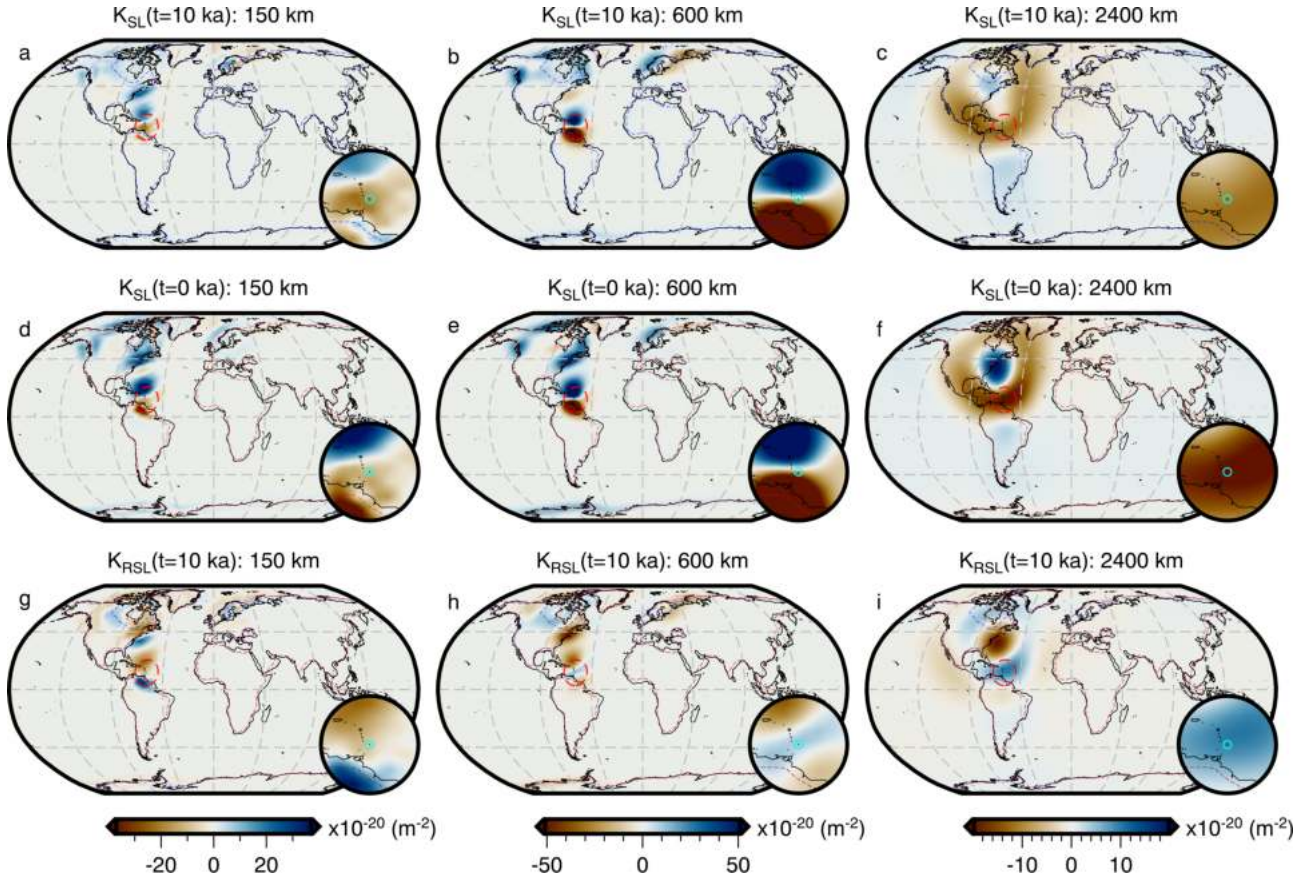 K_SL(t=10 ka): 150 km K_SL(t=10 ka): 600 km K_SL(t=10 ka): 2400 km
a b c
K_SL(t=0 ka): 150 km K_SL(t=0 ka): 600 km K_SL(t=0 ka): 2400 km
d e f
K_RSL(t=10 ka): 150 km K_RSL(t=10 ka): 600 km K_RSL(t=10 ka): 2400 km
g h i
x10⁻²⁰ (m⁻²) x10⁻²⁰ (m⁻²) x10⁻²⁰ (m⁻²)
-20 0 20 -50 0 50 -10 0 10